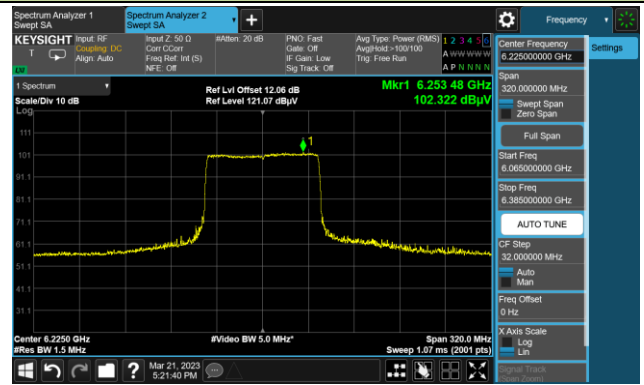 Spectrum Analyzer 1
Swept SA
Spectrum Analyzer 2
Swept SA
Frequency
KEYSIGHT
T
Input: RF
Coupling: DC
Align: Auto
Input Z: 50 Ω
Corr CCorr
Freq Ref: Int (S)
NFE: Off
#Atten: 20 dB
PNO: Fast
Gate: Off
IF Gain: Low
Sig Track: Off
Avg Type: Power (RMS)
Avg|Hold:>100/100
Trig: Free Run
1 2 3 4 5 6
A W W W W W
A P N N N N
1 Spectrum
Scale/Div 10 dB
Log
Ref Lvl Offset 12.06 dB
Ref Level 121.07 dBµV
Mkr1 6.253 48 GHz
102.322 dBµV
111
101
91.1
81.1
71.1
61.1
51.1
41.1
31.1
1
Center 6.2250 GHz
#Res BW 1.5 MHz
#Video BW 5.0 MHz*
Span 320.0 MHz
Sweep 1.07 ms (2001 pts)
Center Frequency
6.225000000 GHz
Settings
Span
320.000000 MHz
Swept Span
Zero Span
Full Span
Start Freq
6.065000000 GHz
Stop Freq
6.385000000 GHz
AUTO TUNE
CF Step
32.000000 MHz
Auto
Man
Freq Offset
0 Hz
X Axis Scale
Log
Lin
Signal Track
(Span Zoom)
Mar 21, 2023
5:21:40 PM